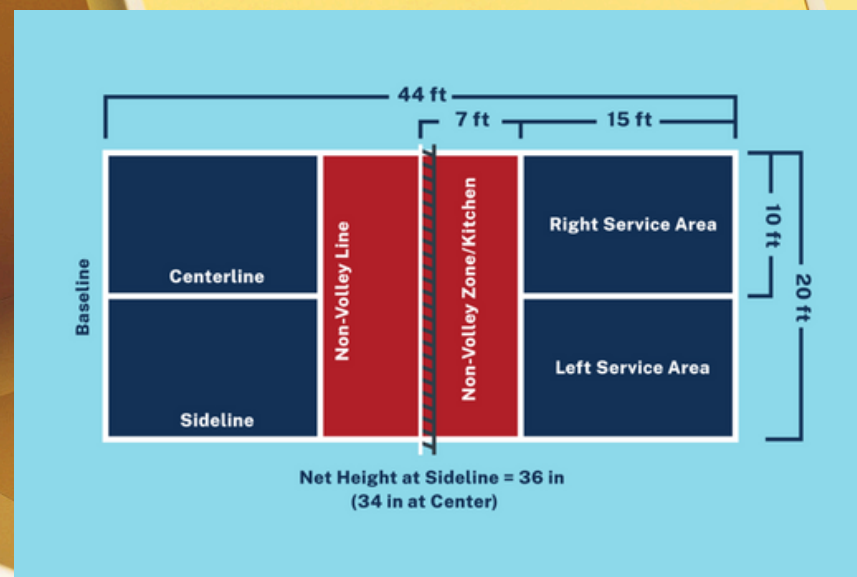 44 ft
7 ft
15 ft
Baseline
Centerline
Sideline
Non-Volley Line
Non-Volley Zone/Kitchen
Right Service Area
Left Service Area
10 ft
20 ft
Net Height at Sideline = 36 in
(34 in at Center)